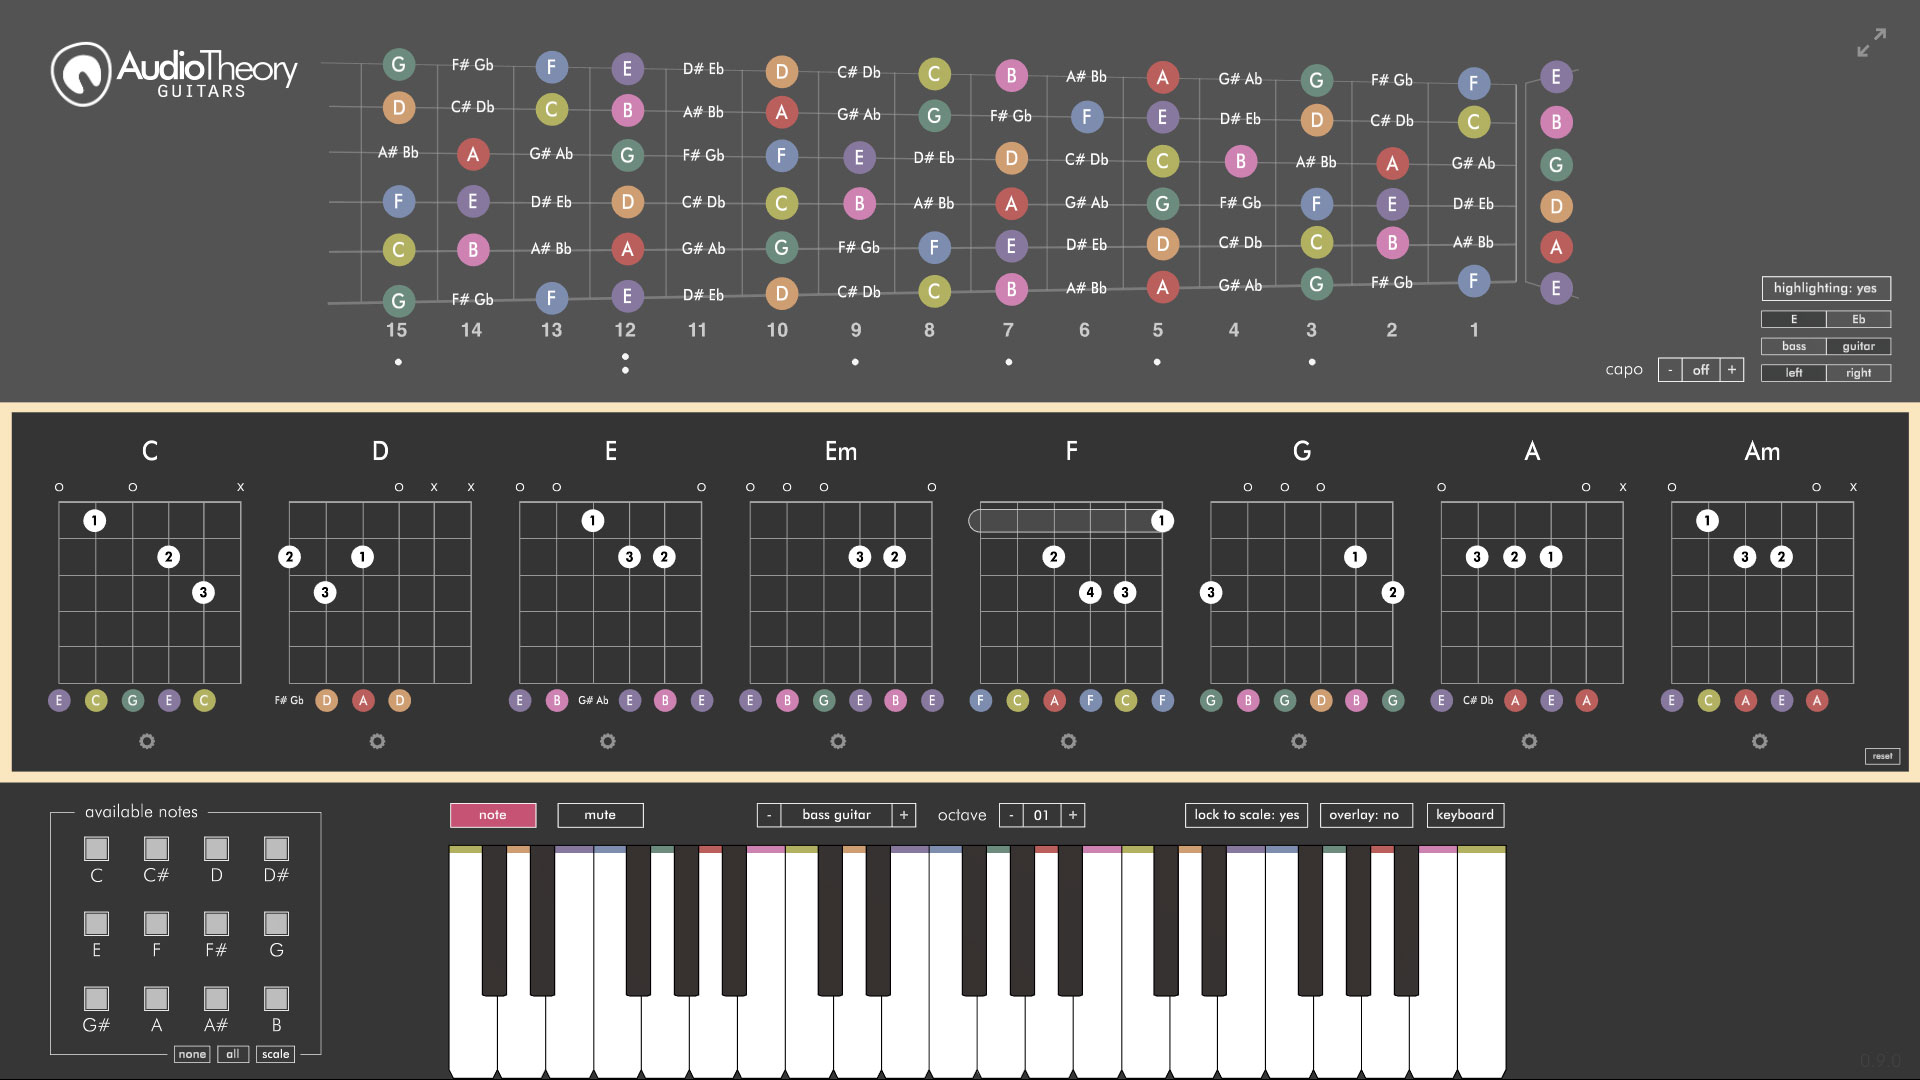 AudioTheory
GUITARS
G F# Gb F E D# Eb D C# Db C B A# Bb A G# Ab G F# Gb F E
D C# Db C B A# Bb A G# Ab G F# Gb F E D# Eb D C# Db C B
A# Bb A G# Ab G F# Gb F E D# Eb D C# Db C B A# Bb A G# Ab G
F E D# Eb D C# Db C B A# Bb A G# Ab G F# Gb F E D# Eb D
C B A# Bb A G# Ab G F# Gb F E D# Eb D C# Db C B A# Bb A
G F# Gb F E D# Eb D C# Db C B A# Bb A G# Ab G F# Gb F E
15 14 13 12 11 10 9 8 7 6 5 4 3 2 1
highlighting: yes
E Eb
bass guitar
left right
capo - off +
C D E Em F G A Am
o o x o x x o o o o o o o o o o o o x o o x
1 1 1 1
2 2 1 3 2 3 2 2 1 3 2 1 3 2
3 3 4 3 3 2
E C G E C F# Gb D A D E B G# Ab E B E E B G E B E F C A F C F G B G D B G E C# Db A E A E C A E A
reset
available notes
C C# D D#
E F F# G
G# A A# B
none all scale
note mute - bass guitar + octave - 01 + lock to scale: yes overlay: no keyboard
0.9.0